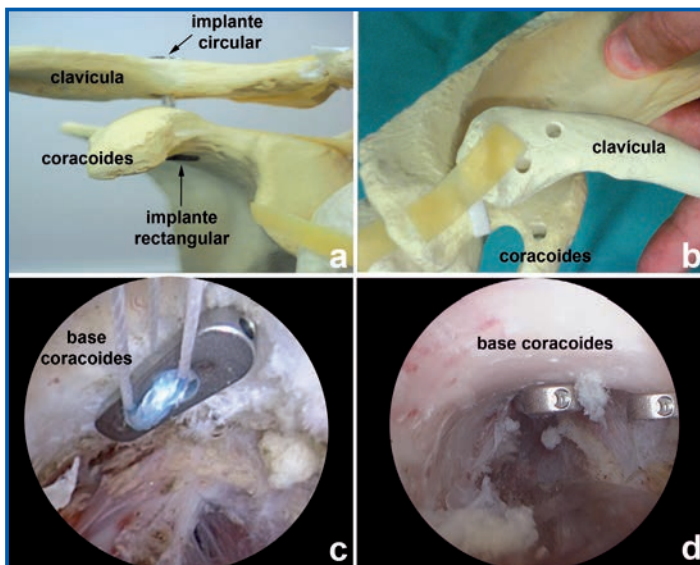 implante
circular
clavícula
coracoides
implante
rectangular
a
clavícula
coracoides
b
base
coracoides
c
base coracoides
d